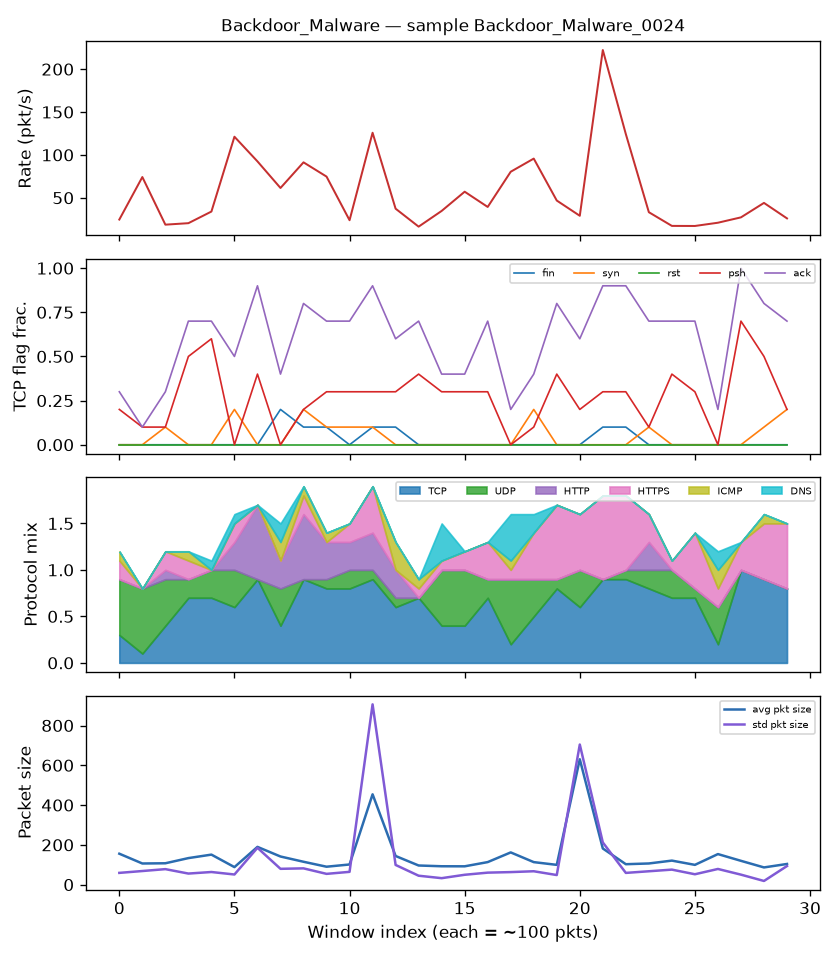 Backdoor_Malware — sample Backdoor_Malware_0024
Rate (pkt/s)
200
150
100
50
TCP flag frac.
1.00
0.75
0.50
0.25
0.00
fin syn rst psh ack
Protocol mix
1.5
1.0
0.5
0.0
TCP UDP HTTP HTTPS ICMP DNS
Packet size
800
600
400
200
0
avg pkt size
std pkt size
0 5 10 15 20 25 30
Window index (each = ~100 pkts)